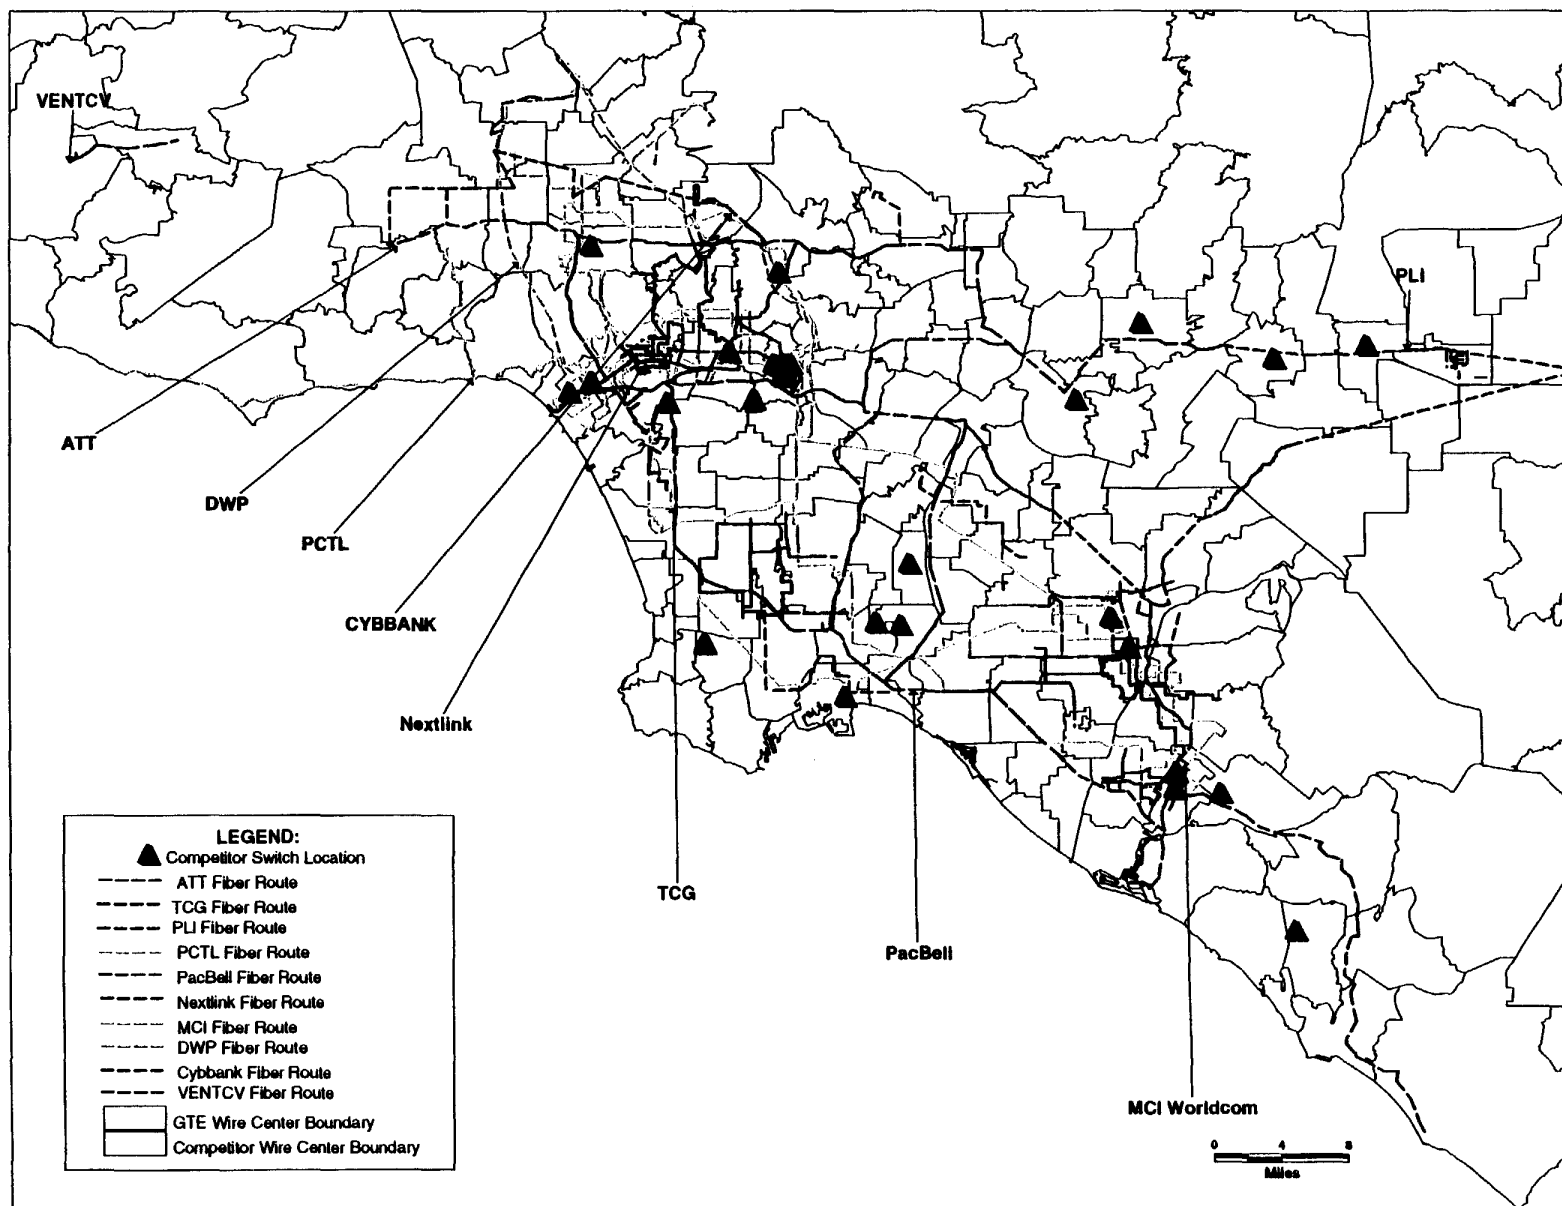 VENTCV
PLI
ATT
DWP
PCTL
CYBBANK
Nextlink
TCG
PacBell
MCI Worldcom
LEGEND:
Competitor Switch Location
ATT Fiber Route
TCG Fiber Route
PLI Fiber Route
PCTL Fiber Route
PacBell Fiber Route
Nextlink Fiber Route
MCI Fiber Route
DWP Fiber Route
Cybbank Fiber Route
VENTCV Fiber Route
GTE Wire Center Boundary
Competitor Wire Center Boundary
0 4 8
Miles